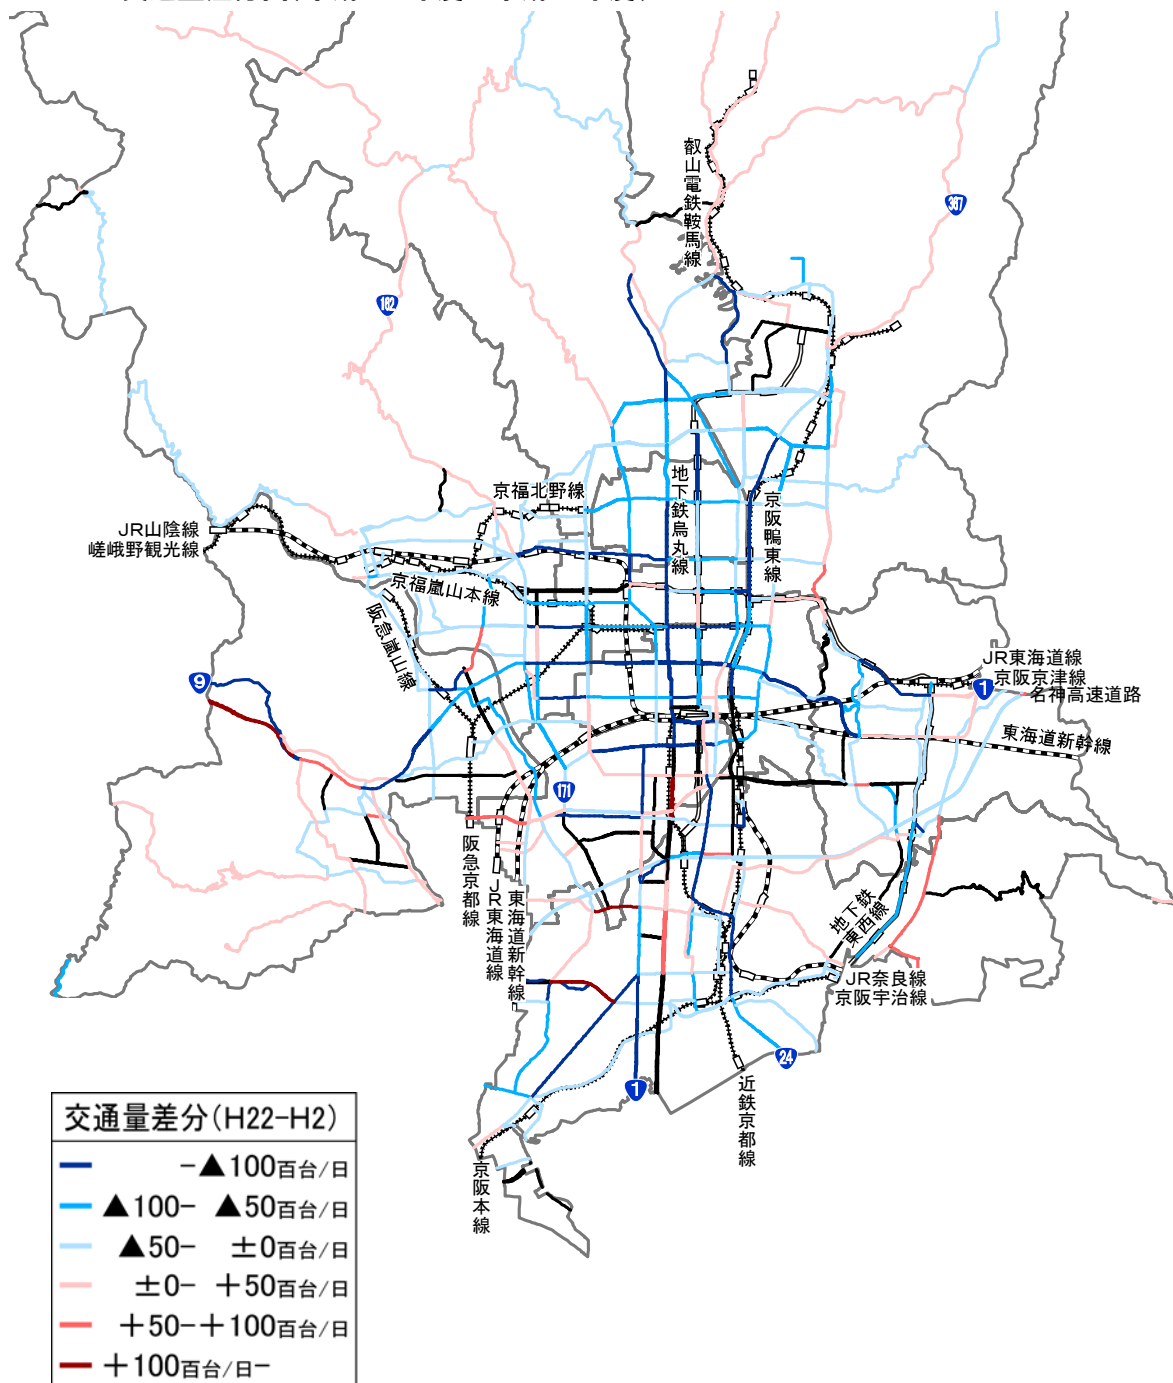 叡山電鉄鞍馬線
367
162
京福北野線
地下鉄烏丸線
京阪鴨東線
JR山陰線
嵯峨野観光線
京福嵐山本線
阪急嵐山線
JR東海道線
京阪京津線
1
名神高速道路
9
東海道新幹線
171
阪急京都線
JR東海道線
東海道新幹線
地下鉄
東西線
JR奈良線
京阪宇治線
24
1
近鉄京都線
京阪本線
交通量差分(H22-H2)
-▲100百台/日
▲100- ▲50百台/日
▲50- ±0百台/日
±0- +50百台/日
+50-+100百台/日
+100百台/日-